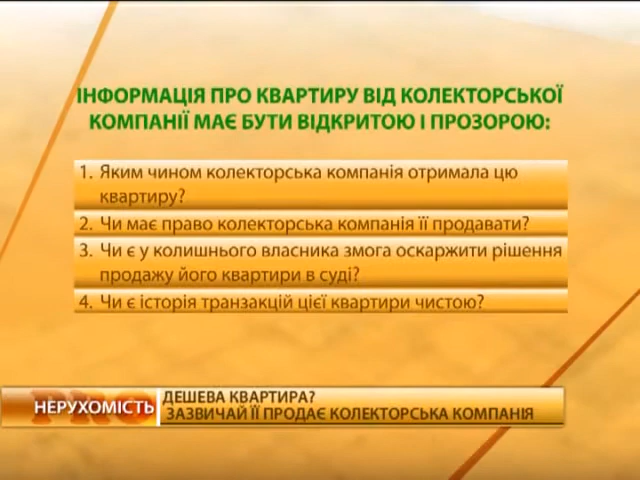 ІНФОРМАЦІЯ ПРО КВАРТИРУ ВІД КОЛЕКТОРСЬКОЇ
КОМПАНІЇ МАЄ БУТИ ВІДКРИТОЮ І ПРОЗОРОЮ:
1. Яким чином колекторська компанія отримала цю
квартиру?
2. Чи має право колекторська компанія її продавати?
3. Чи є у колишнього власника змога оскаржити рішення
продажу його квартири в суді?
4. Чи є історія транзакцій цієї квартири чистою?
НЕРУХОМІСТЬ
ДЕШЕВА КВАРТИРА?
ЗАЗВИЧАЙ ЇЇ ПРОДАЄ КОЛЕКТОРСЬКА КОМПАНІЯ